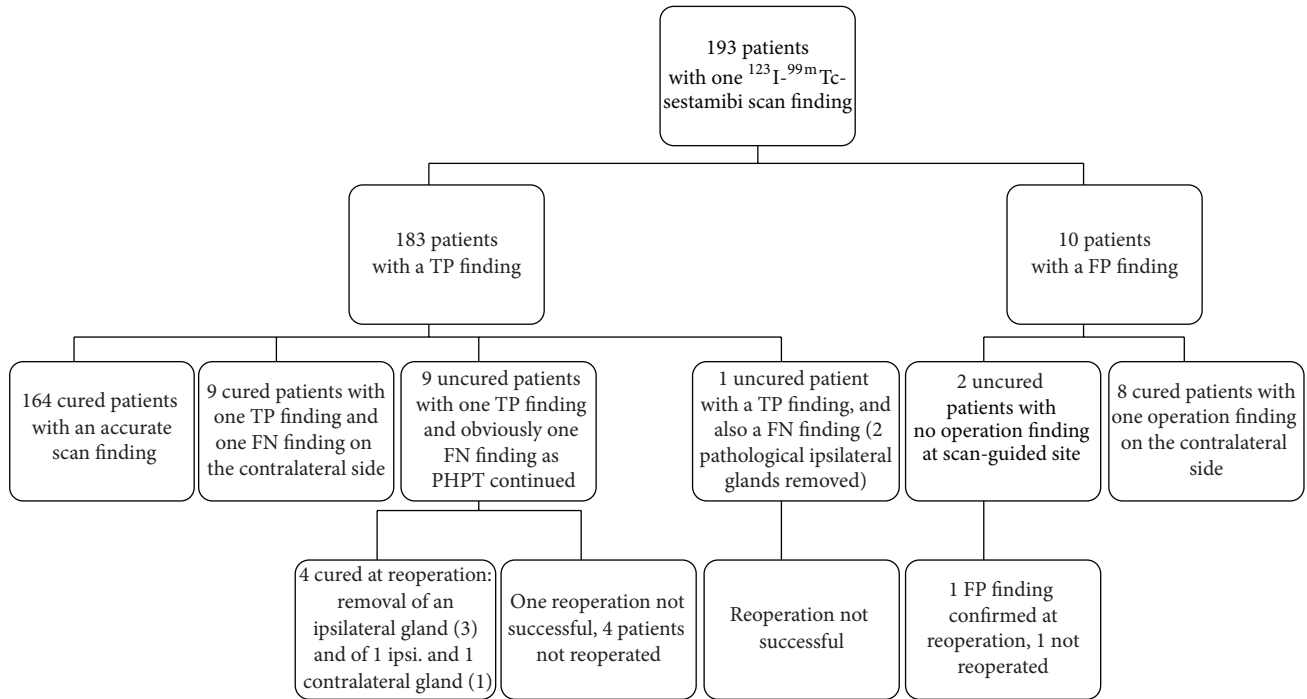 193 patients
with one ¹²³I-⁹⁹ᵐTc-
sestamibi scan finding
183 patients
with a TP finding
10 patients
with a FP finding
164 cured patients
with an accurate
scan finding
9 cured patients with
one TP finding and
one FN finding on
the contralateral side
9 uncured patients
with one TP finding
and obviously one
FN finding as
PHPT continued
1 uncured patient
with a TP finding, and
also a FN finding (2
pathological ipsilateral
glands removed)
2 uncured
patients with
no operation finding
at scan-guided site
8 cured patients with
one operation finding
on the contralateral
side
4 cured at reoperation:
removal of an
ipsilateral gland (3)
and of 1 ipsi. and 1
contralateral gland (1)
One reoperation not
successful, 4 patients
not reoperated
Reoperation not
successful
1 FP finding
confirmed at
reoperation, 1 not
reoperated